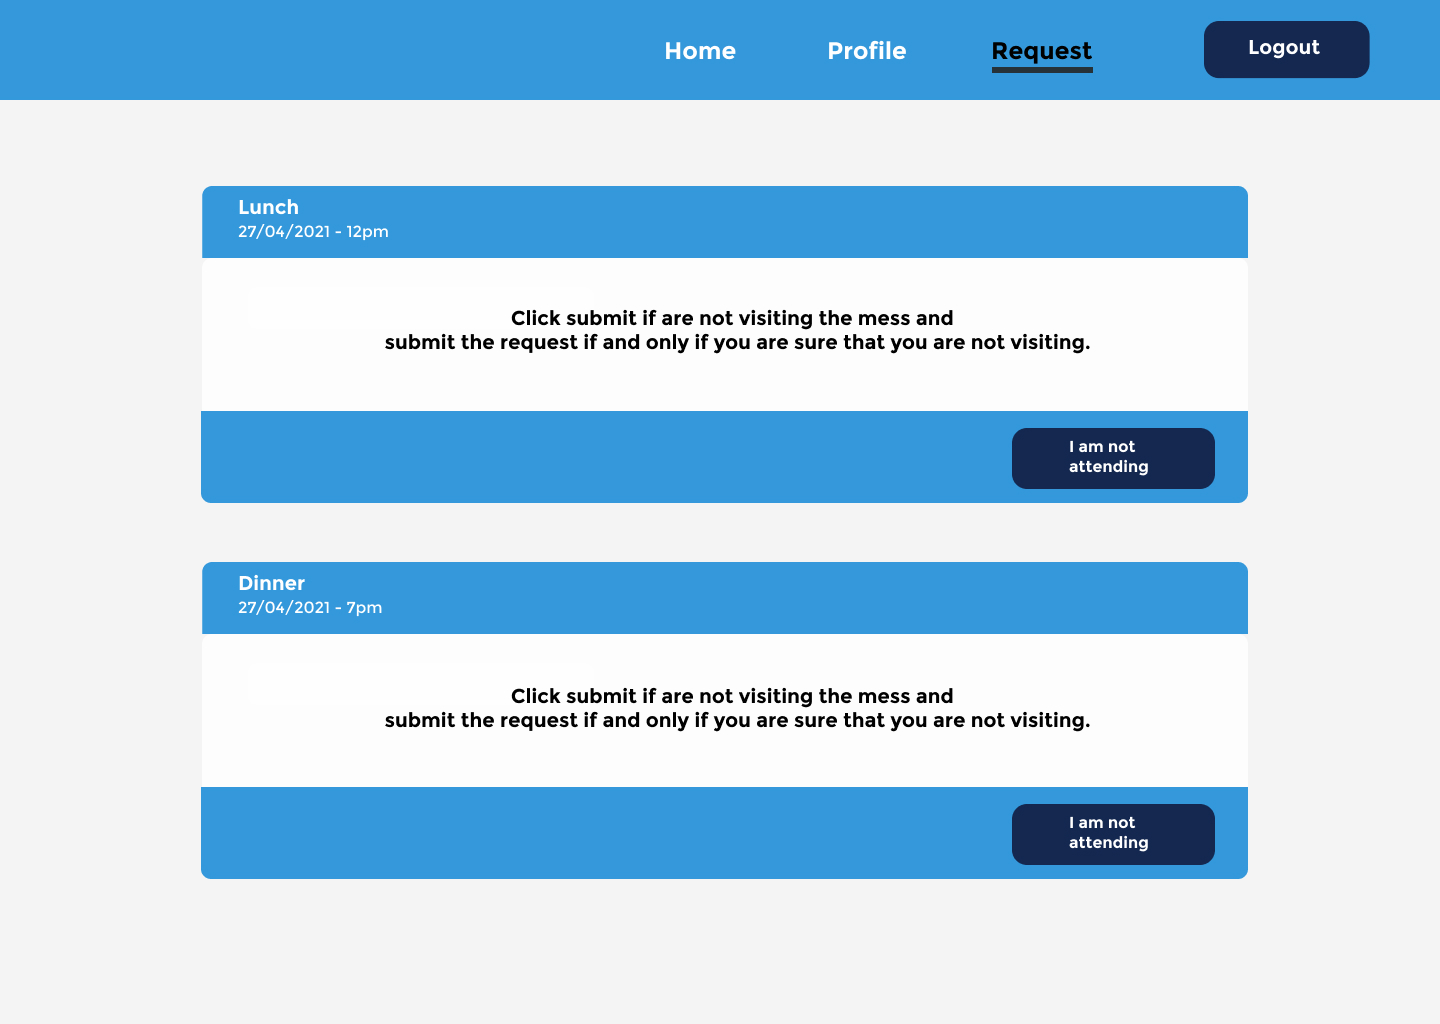 Home Profile Request Logout
Lunch
27/04/2021 - 12pm
Click submit if are not visiting the mess and
submit the request if and only if you are sure that you are not visiting.
I am not
attending
Dinner
27/04/2021 - 7pm
Click submit if are not visiting the mess and
submit the request if and only if you are sure that you are not visiting.
I am not
attending